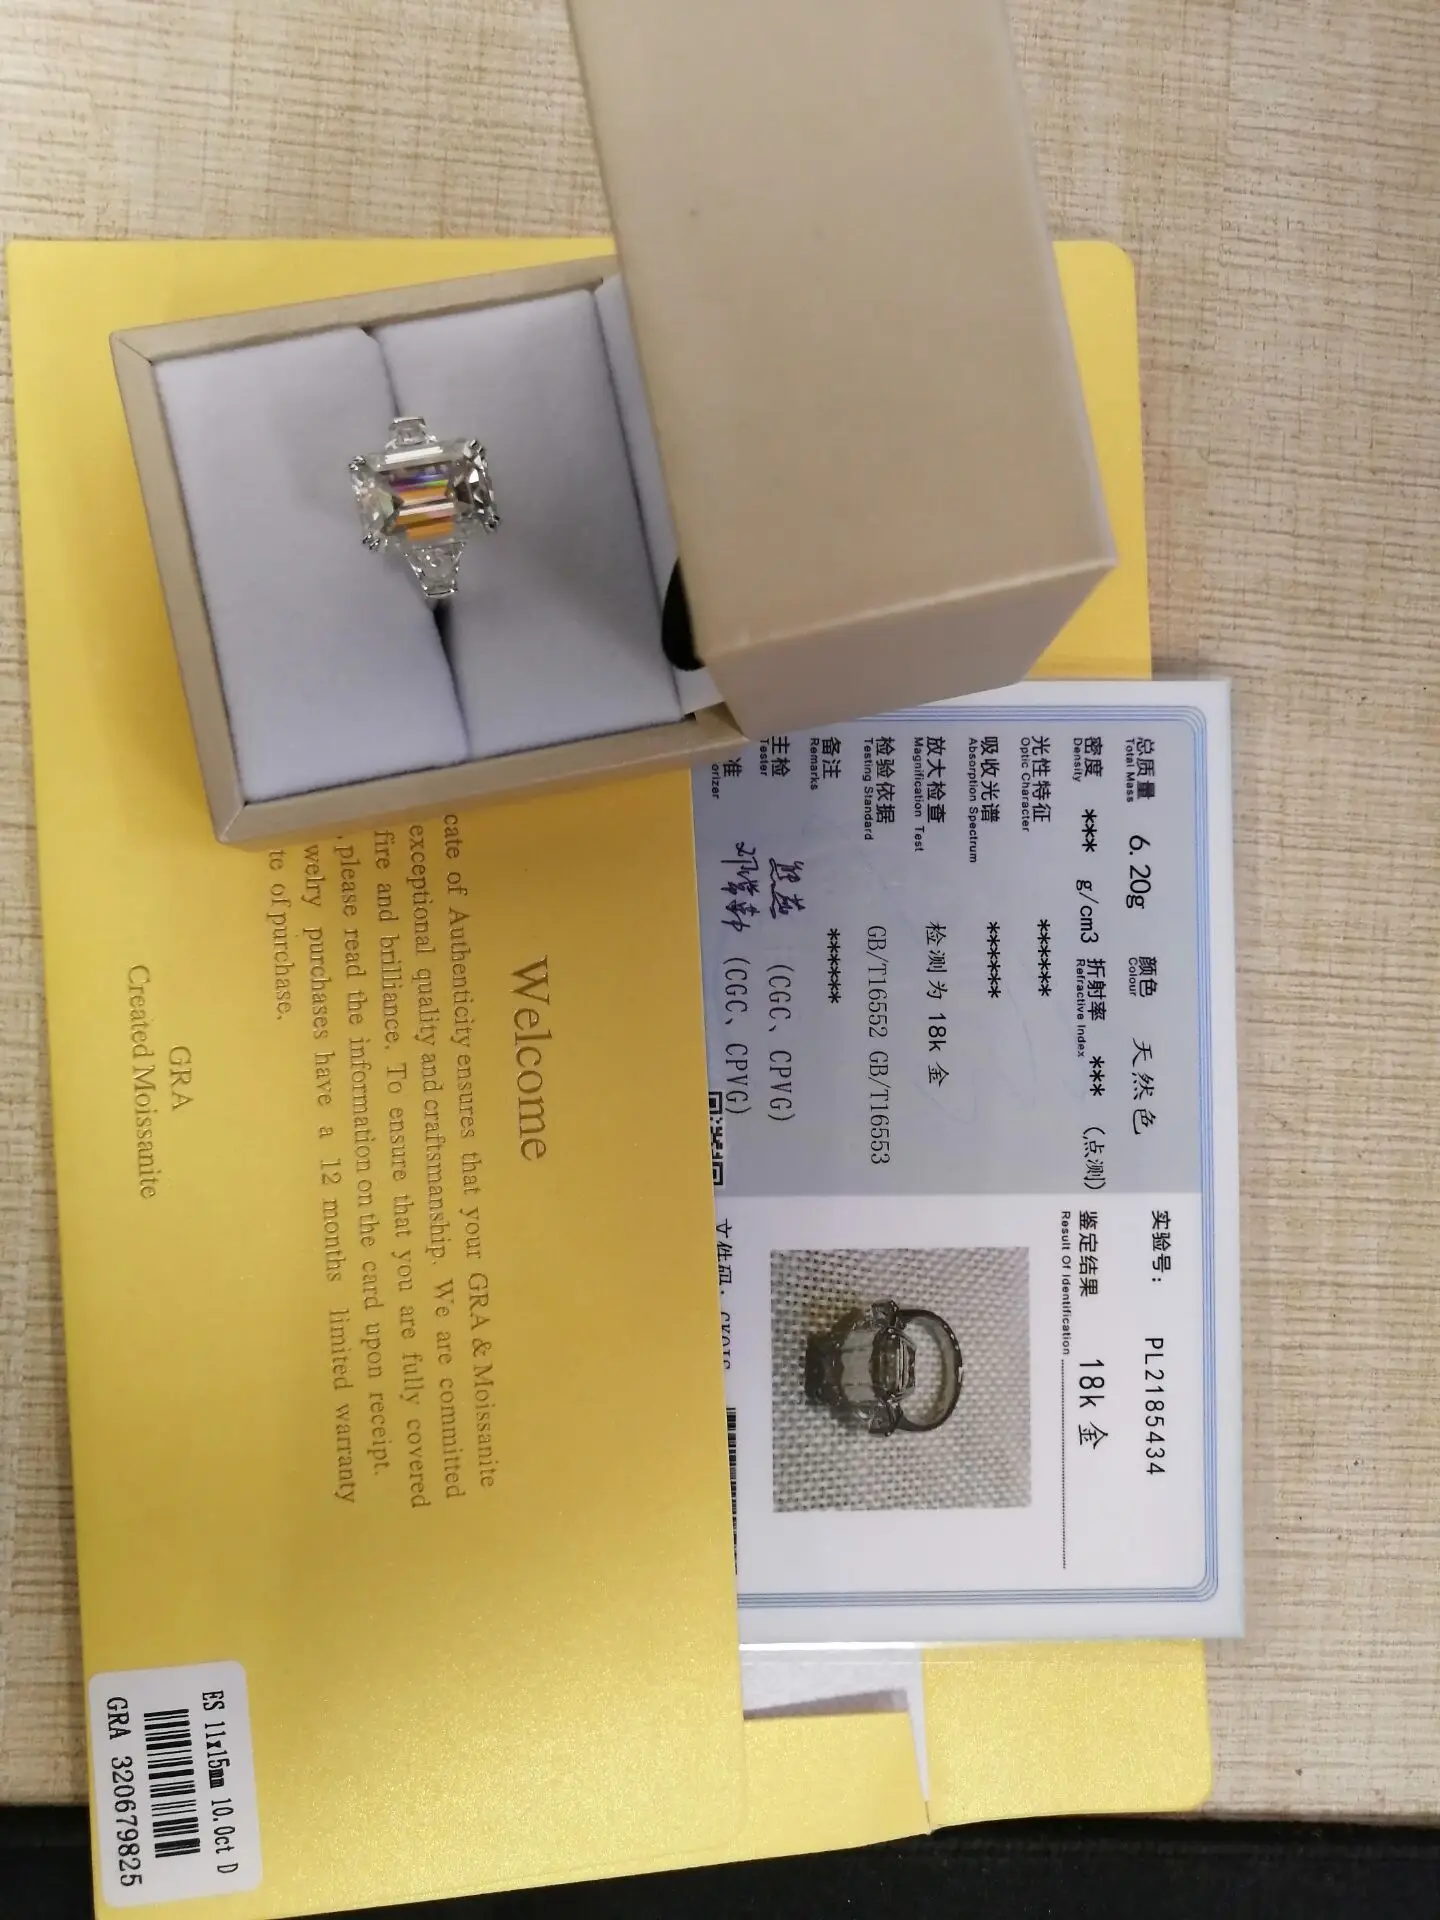 总质量 6.20g 颜色 天然色
Total Mass Colour
密度 *** g/cm3 折射率 *** (点测)
Density Refractive Index
光性特征 ******
Optic Character
吸收光谱 ******
Absorption Spectrum
放大检查 检测为 18k 金
Magnification Test
检验依据 GB/T16552 GB/T16553
Testing Standard
备注 ******
Remarks
主检 (CGC、CPVG)
Tester
准 (CGC、CPVG)
orizer
实验号: PL2185434
鉴定结果 18k 金
Result Of Identification
Welcome
cate of Authenticity ensures that your GRA & Moissanite
exceptional quality and craftsmanship. We are committed
fire and brilliance. To ensure that you are fully covered
, please read the information on the card upon receipt.
welry purchases have a 12 months limited warranty
te of purchase.
GRA
Created Moissanite
ES 11x15mm 10.0ct D
GRA 320679825